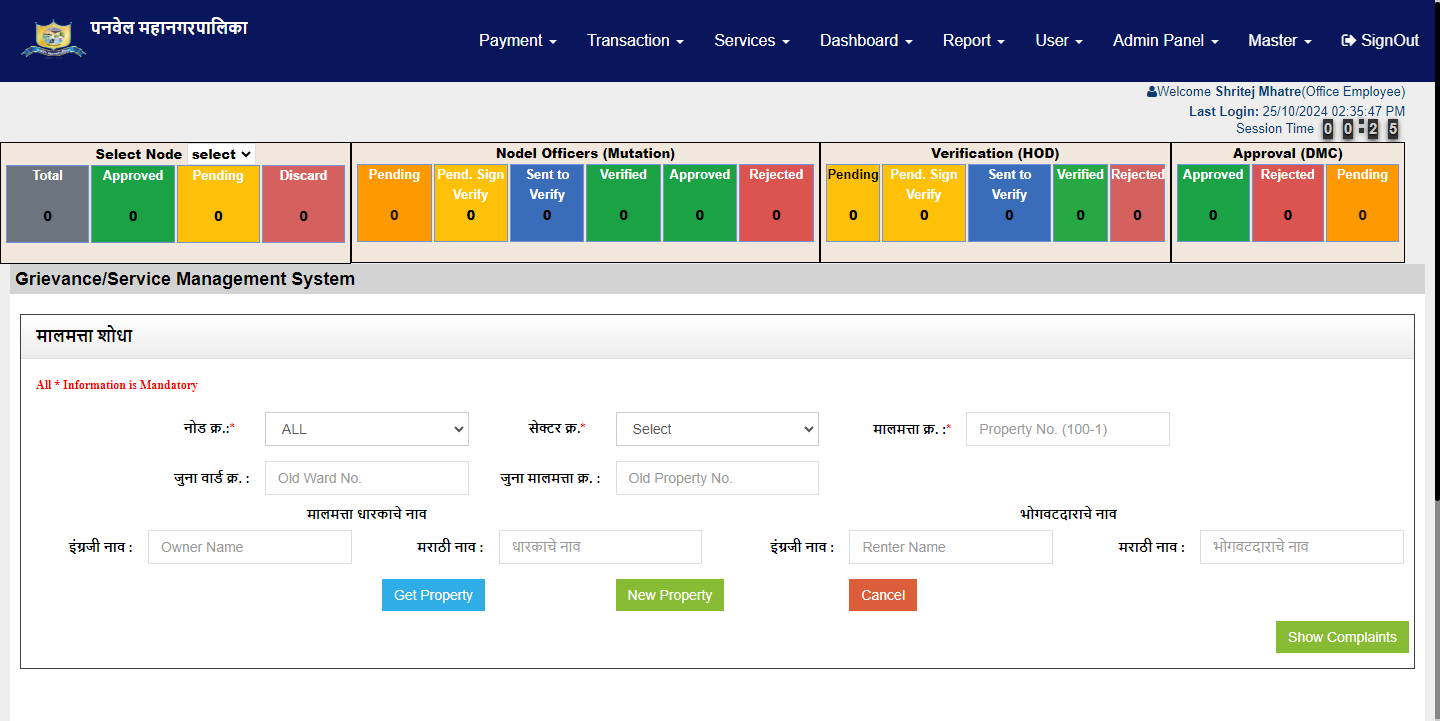 पनवेल महानगरपालिका
Payment Transaction Services Dashboard Report User Admin Panel Master SignOut
Welcome Shritej Mhatre(Office Employee)
Last Login: 25/10/2024 02:35:47 PM
Session Time 00:25
Select Node select
Total Approved Pending Discard
0 0 0 0
Nodel Officers (Mutation)
Pending Pend. Sign Verify Sent to Verify Verified Approved Rejected
0 0 0 0 0 0
Verification (HOD)
Pending Pend. Sign Verify Sent to Verify Verified Rejected
0 0 0 0 0
Approval (DMC)
Approved Rejected Pending
0 0 0
Grievance/Service Management System
मालमत्ता शोधा
All * Information is Mandatory
नोड क्र.:* ALL सेक्टर क्र.* Select मालमत्ता क्र. :* Property No. (100-1)
जुना वार्ड क्र. : Old Ward No. जुना मालमत्ता क्र. : Old Property No.
मालमत्ता धारकाचे नाव भोगवटदाराचे नाव
इंग्रजी नाव : Owner Name मराठी नाव : धारकाचे नाव इंग्रजी नाव : Renter Name मराठी नाव : भोगवटदाराचे नाव
Get Property New Property Cancel
Show Complaints